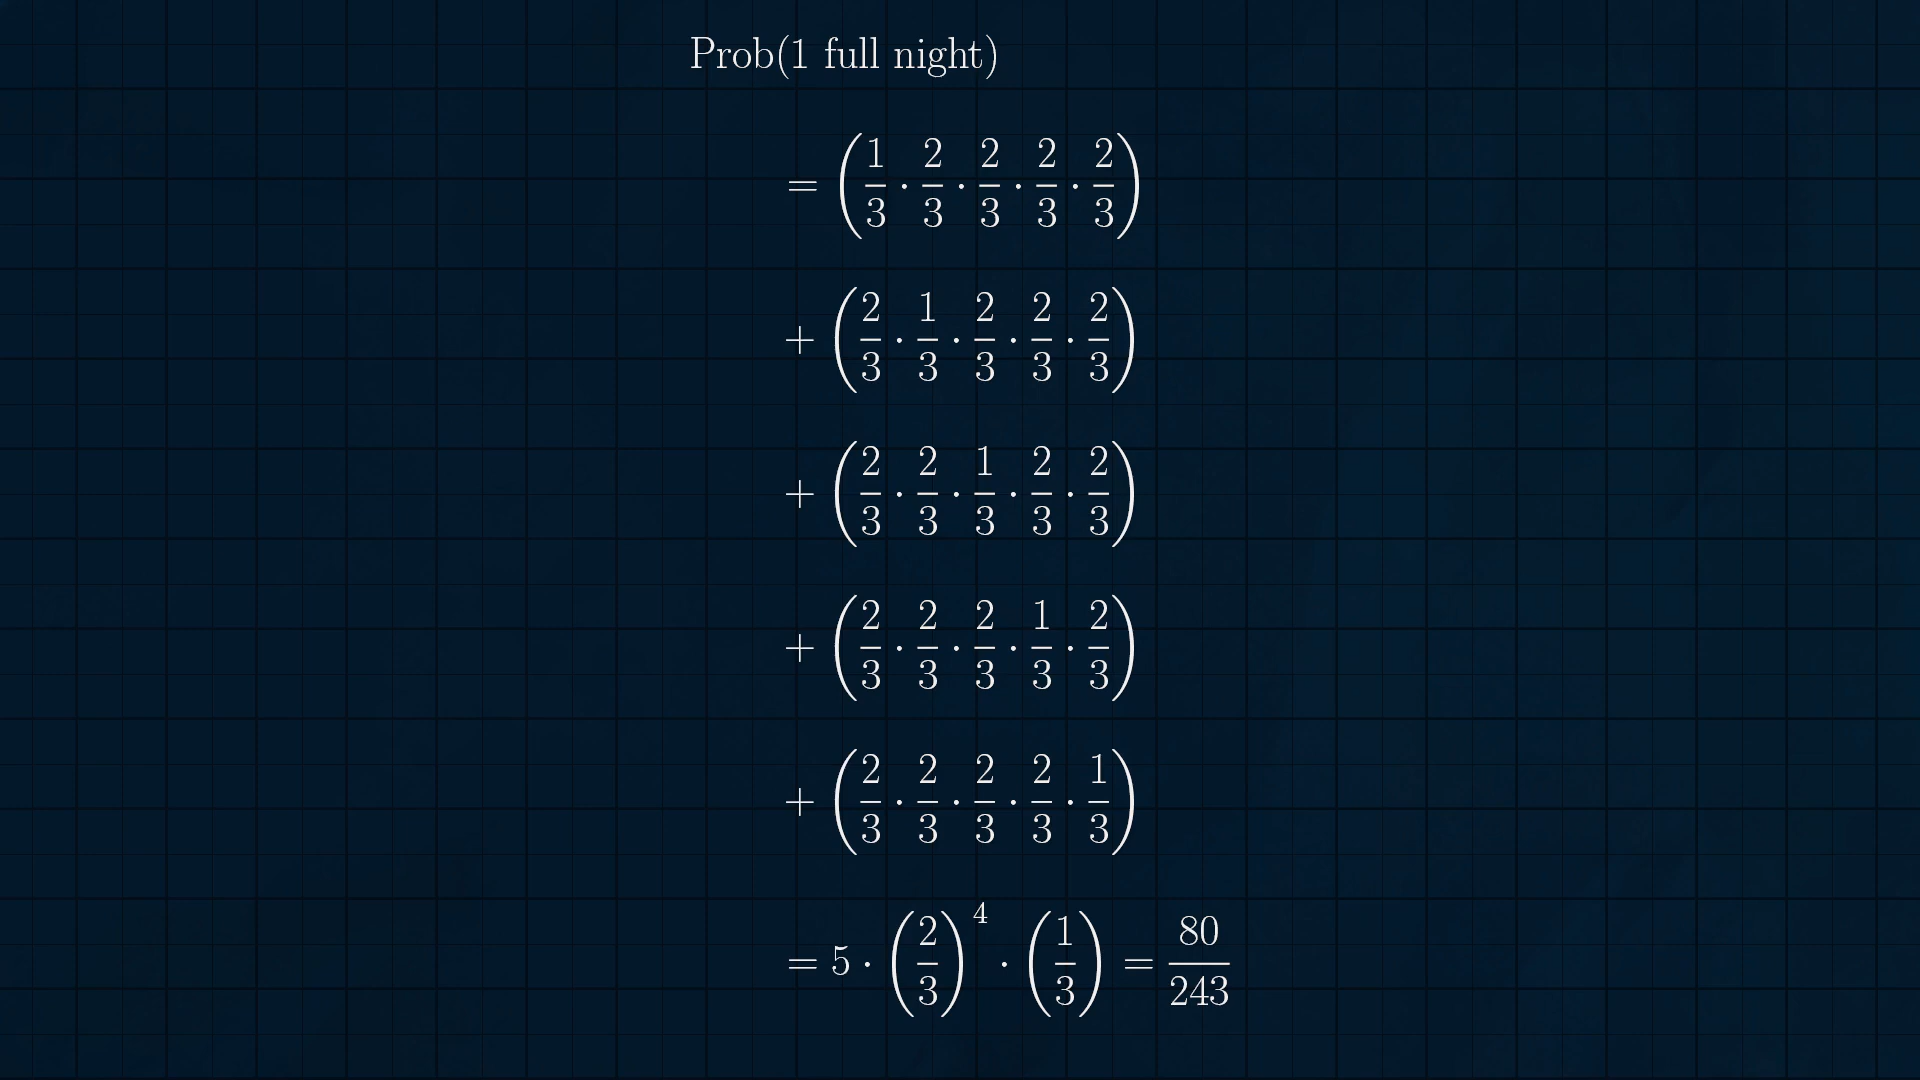 Prob(1 full night)
= (1/3 · 2/3 · 2/3 · 2/3 · 2/3)
+ (2/3 · 1/3 · 2/3 · 2/3 · 2/3)
+ (2/3 · 2/3 · 1/3 · 2/3 · 2/3)
+ (2/3 · 2/3 · 2/3 · 1/3 · 2/3)
+ (2/3 · 2/3 · 2/3 · 2/3 · 1/3)
= 5 · (2/3)^4 · (1/3) = 80/243